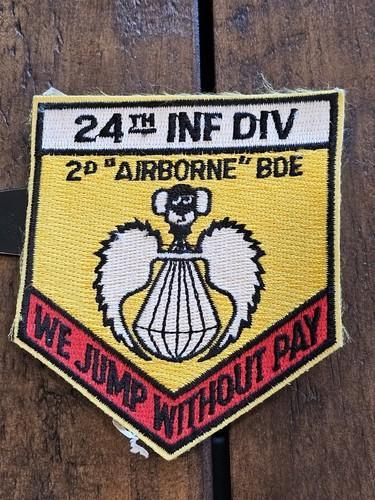 24TH INF DIV
2D "AIRBORNE" BDE
WE JUMP WITHOUT PAY